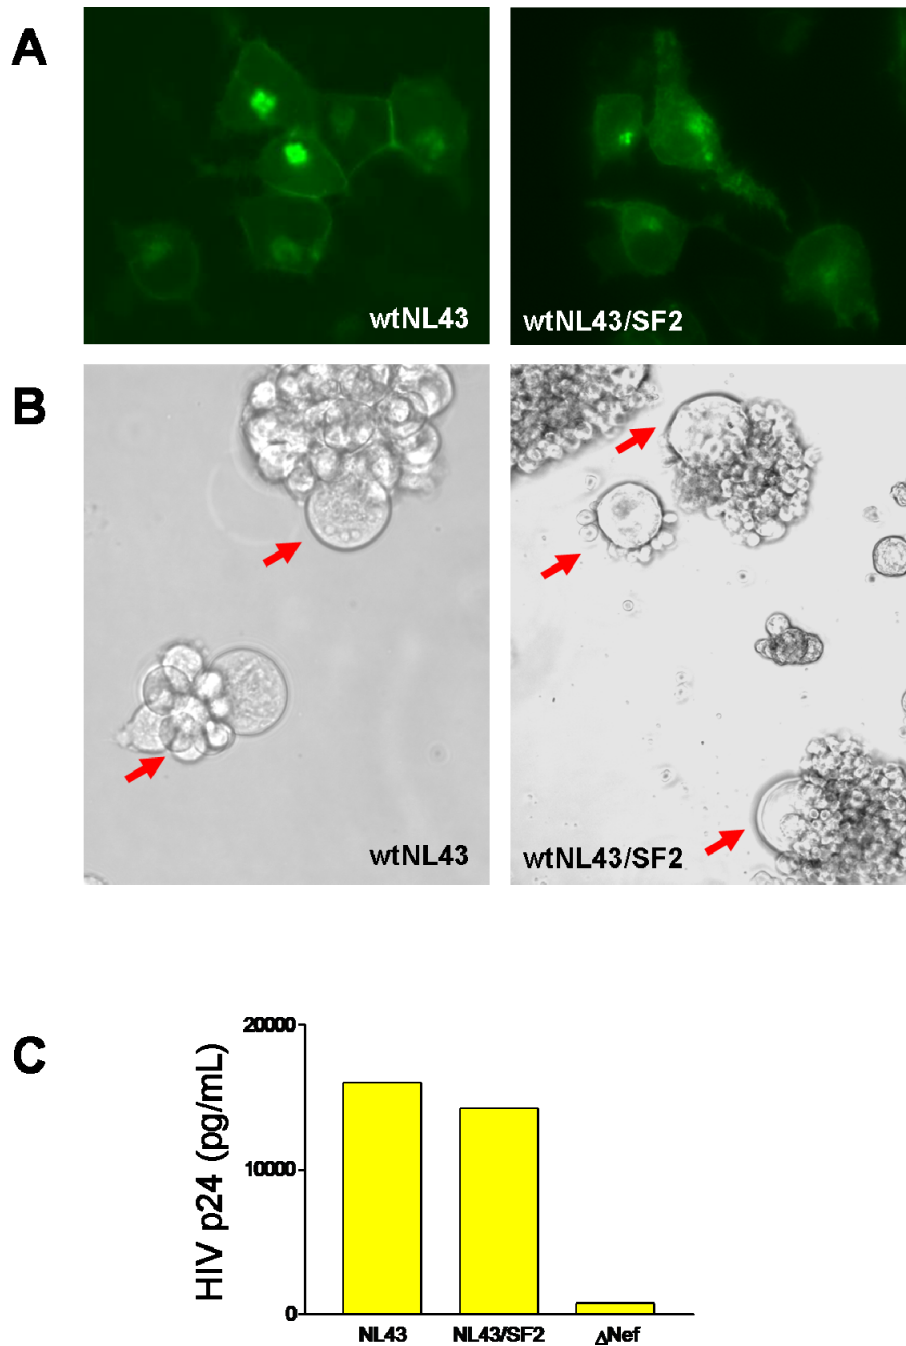 A
wtNL43
wtNL43/SF2
B
wtNL43
wtNL43/SF2
C
HIV p24 (pg/mL)
20000
10000
0
NL43
NL43/SF2
ΔNef